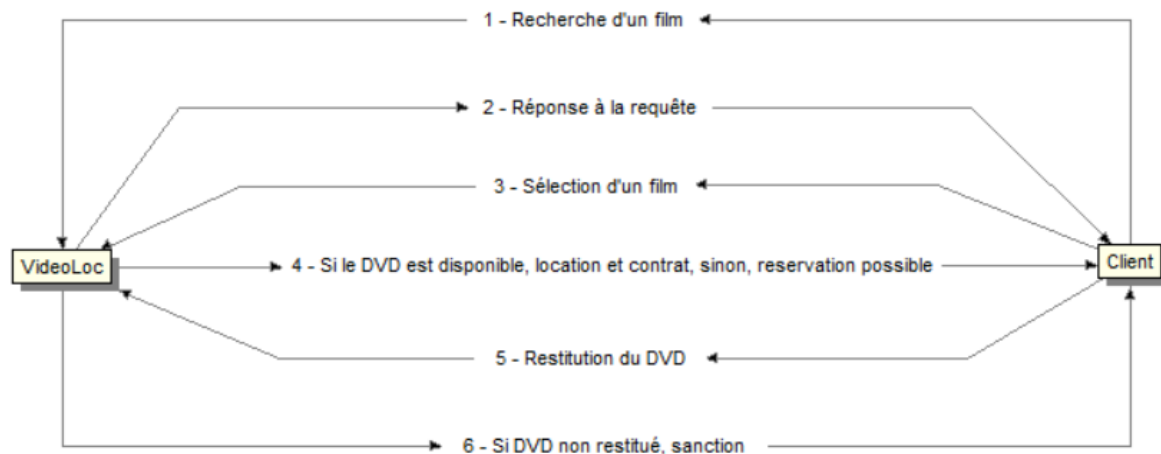 1 - Recherche d'un film
2 - Réponse à la requête
3 - Sélection d'un film
VideoLoc
4 - Si le DVD est disponible, location et contrat, sinon, reservation possible
Client
5 - Restitution du DVD
6 - Si DVD non restitué, sanction